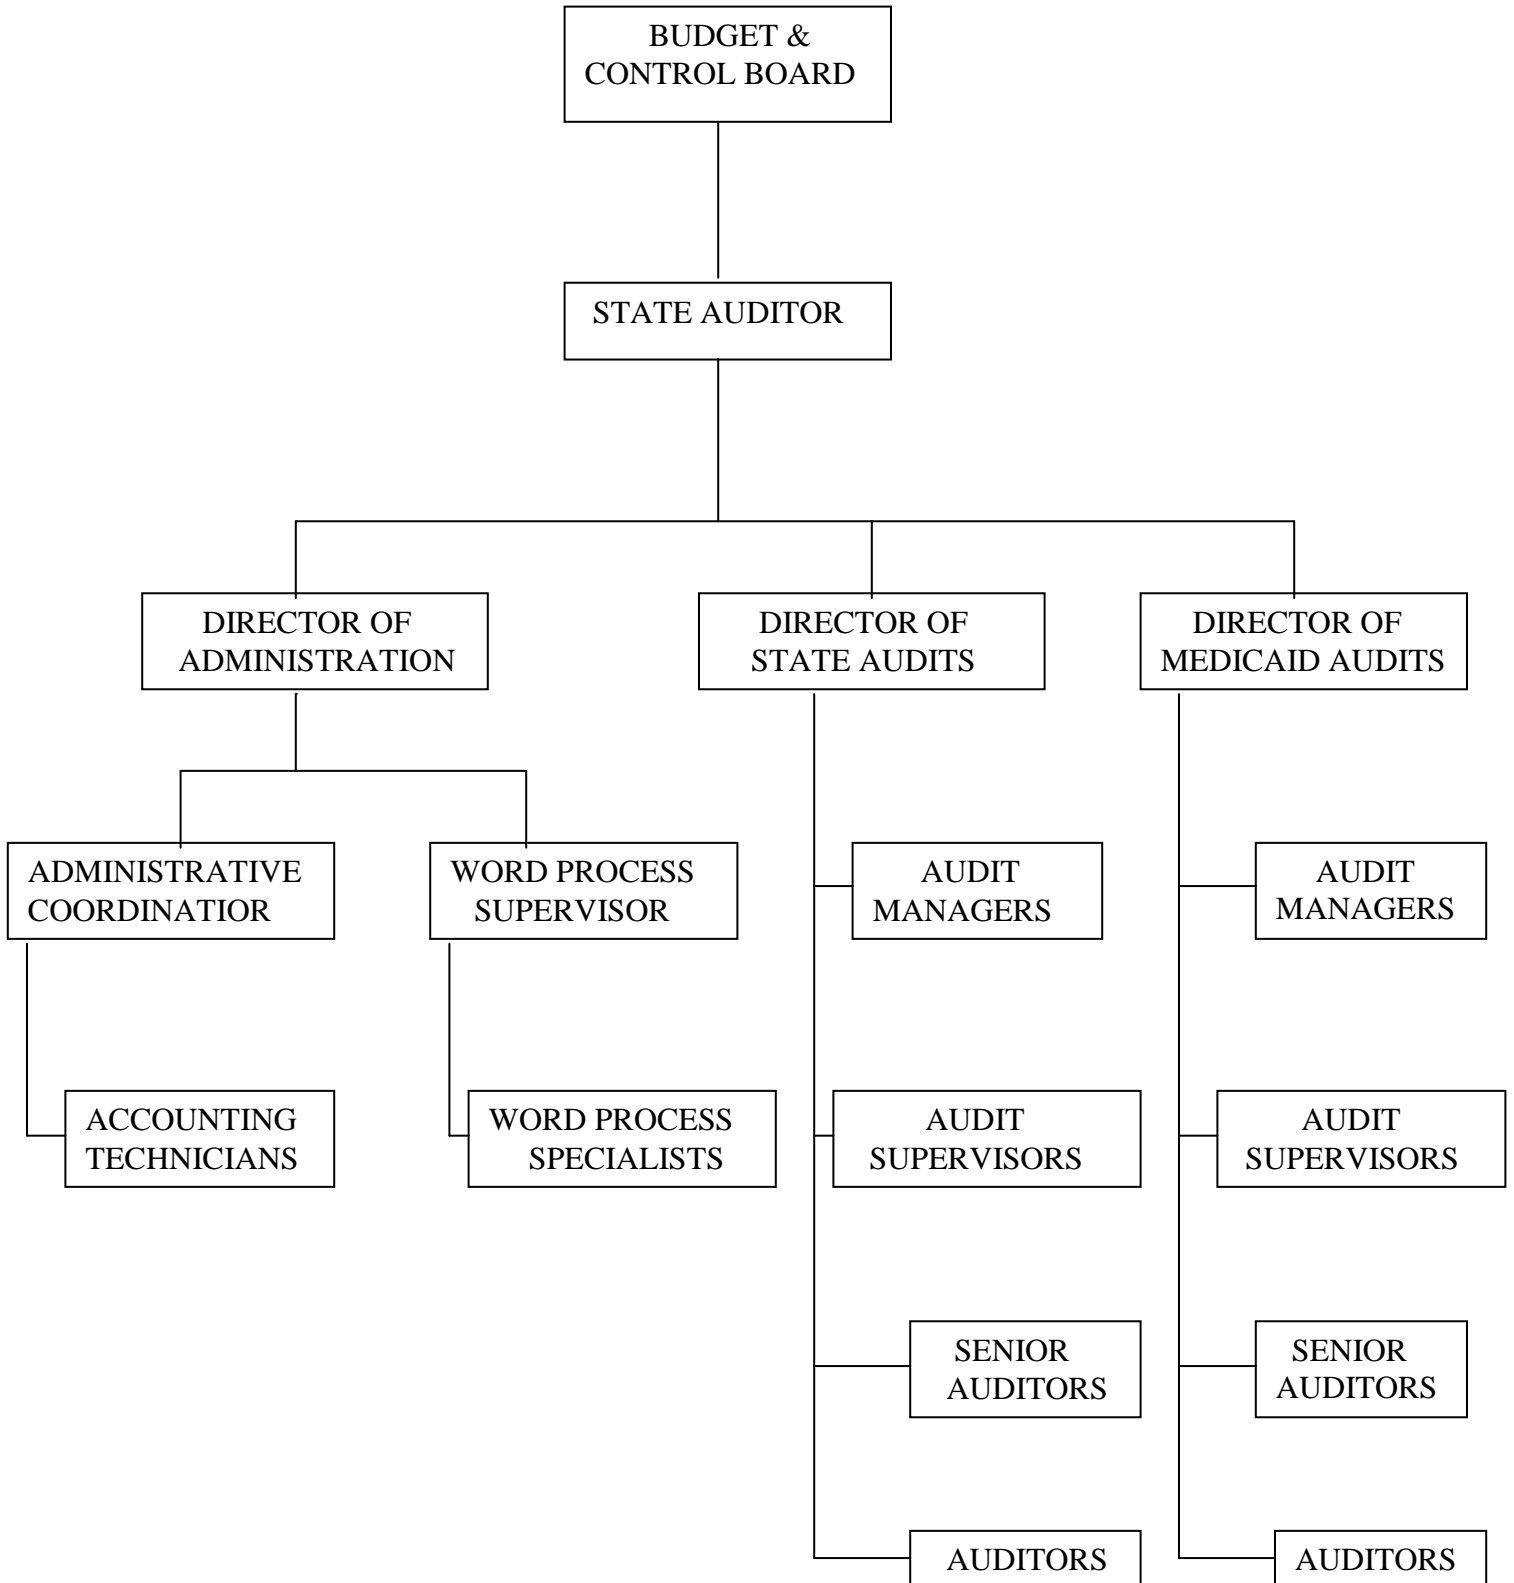 BUDGET &
CONTROL BOARD
STATE AUDITOR
DIRECTOR OF
ADMINISTRATION
DIRECTOR OF
STATE AUDITS
DIRECTOR OF
MEDICAID AUDITS
ADMINISTRATIVE
COORDINATIOR
WORD PROCESS
SUPERVISOR
AUDIT
MANAGERS
AUDIT
MANAGERS
ACCOUNTING
TECHNICIANS
WORD PROCESS
SPECIALISTS
AUDIT
SUPERVISORS
AUDIT
SUPERVISORS
SENIOR
AUDITORS
SENIOR
AUDITORS
AUDITORS
AUDITORS